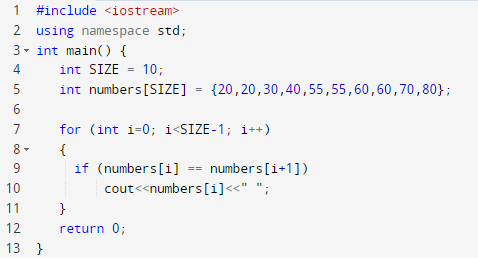 1 #include <iostream>
2 using namespace std;
3 int main() {
4 int SIZE = 10;
5 int numbers[SIZE] = {20,20,30,40,55,55,60,60,70,80};
6
7 for (int i=0; i<SIZE-1; i++)
8 {
9 if (numbers[i] == numbers[i+1])
10 cout<<numbers[i]<<" ";
11 }
12 return 0;
13 }